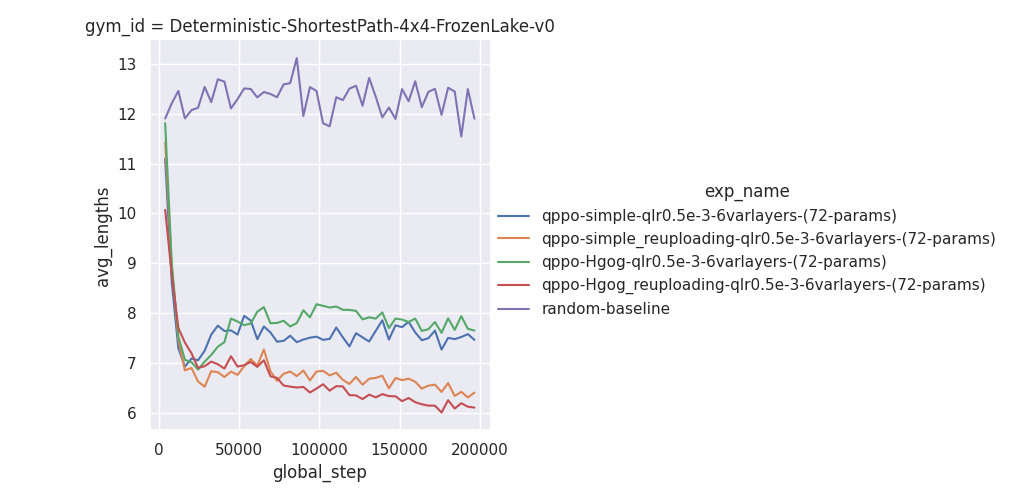 gym_id = Deterministic-ShortestPath-4x4-FrozenLake-v0
13
12
11
10
9
8
7
6
avg_lengths
0
50000
100000
150000
200000
global_step
exp_name
qppo-simple-qlr0.5e-3-6varlayers-(72-params)
qppo-simple_reuploading-qlr0.5e-3-6varlayers-(72-params)
qppo-Hgog-qlr0.5e-3-6varlayers-(72-params)
qppo-Hgog_reuploading-qlr0.5e-3-6varlayers-(72-params)
random-baseline